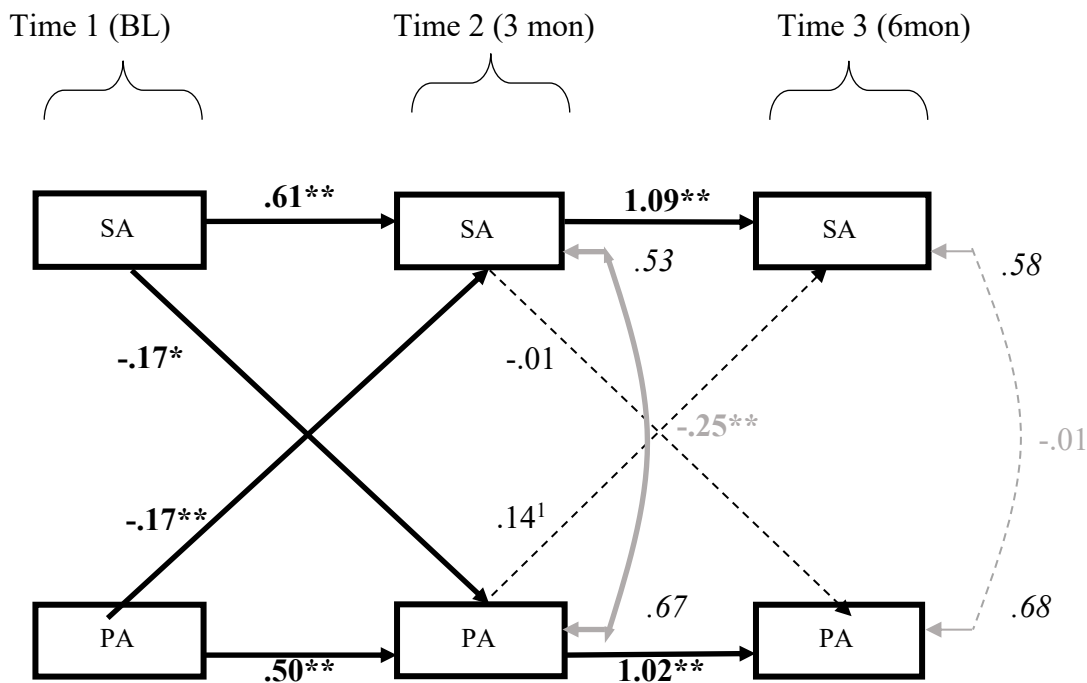 Time 1 (BL)
Time 2 (3 mon)
Time 3 (6mon)
.61**
1.09**
SA
SA
SA
.53
.58
-.17*
-.01
-.25**
-.01
-.17**
.14¹
.67
.68
PA
PA
PA
.50**
1.02**